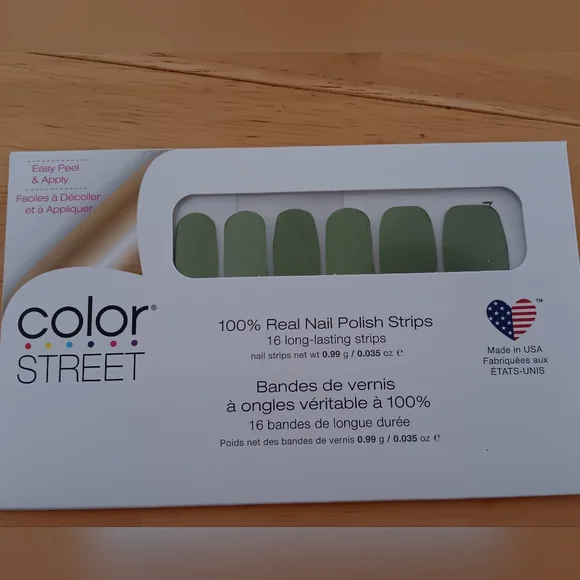 Easy Peel
& Apply
Faciles à Décoller
et à Appliquer
color®
STREET
100% Real Nail Polish Strips
16 long-lasting strips
nail strips net wt 0.99 g / 0.035 oz ℮
Bandes de vernis
à ongles véritable à 100%
16 bandes de longue durée
Poids net des bandes de vernis 0.99 g / 0.035 oz ℮
™
Made in USA
Fabriquées aux
ÉTATS-UNIS